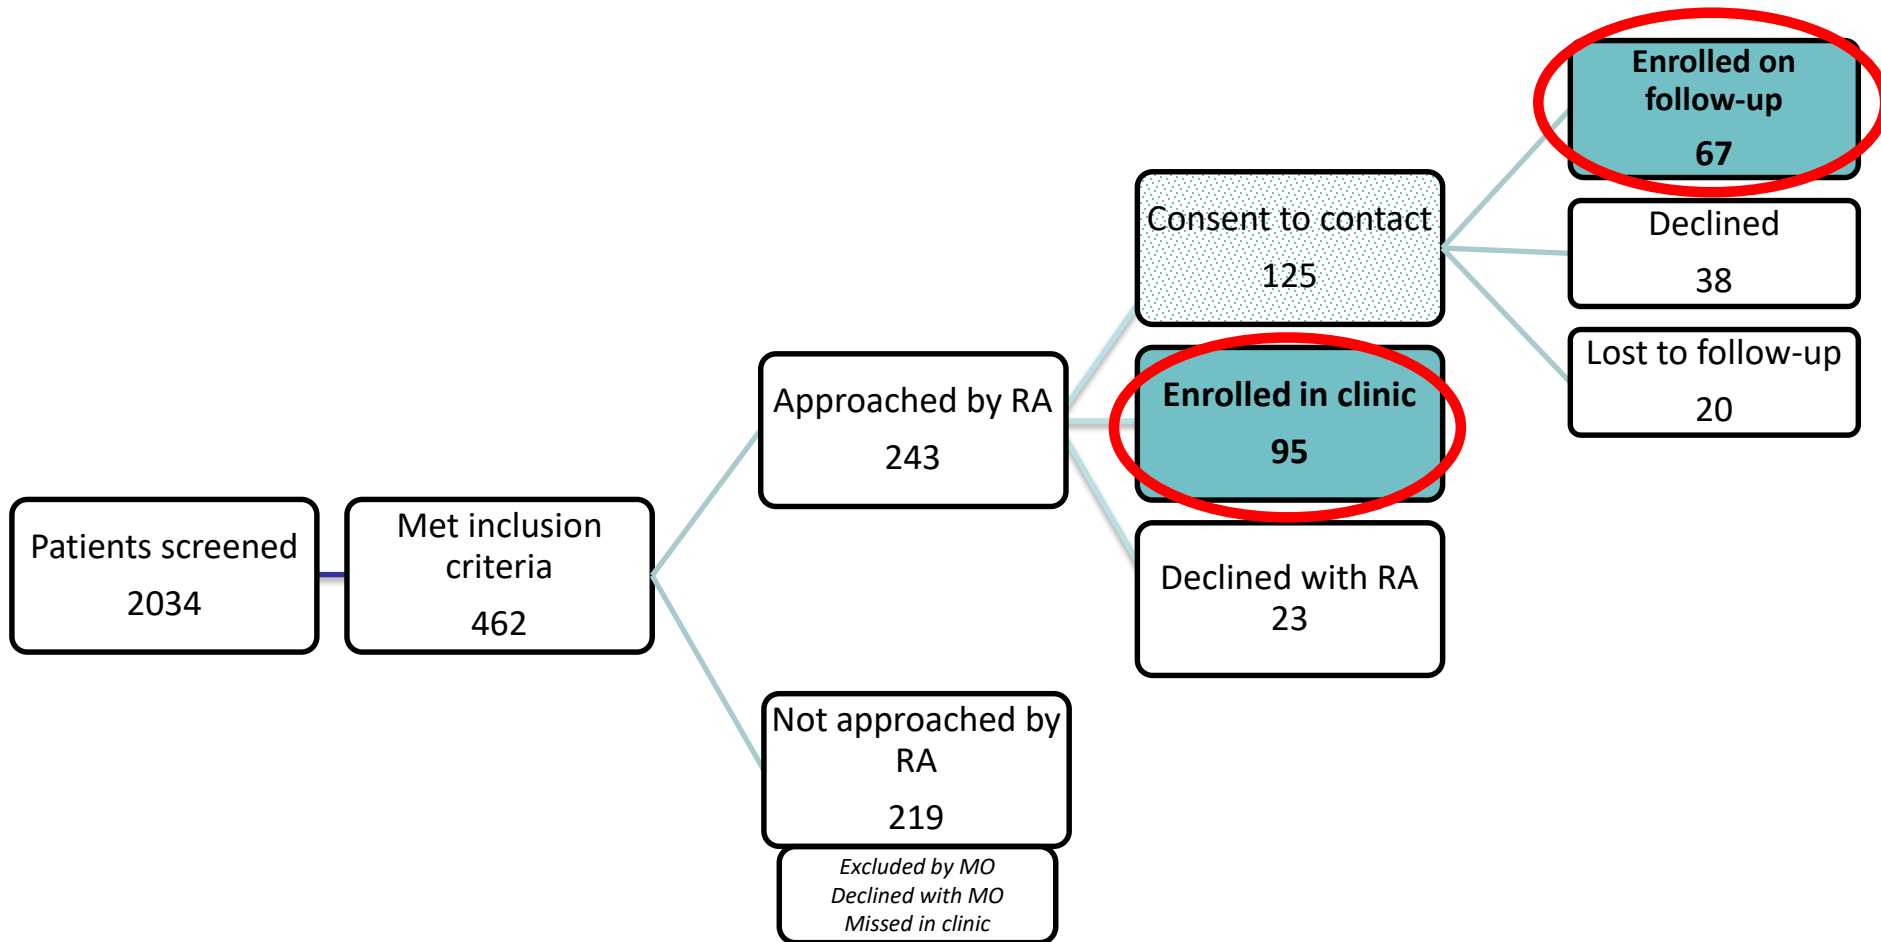 Patients screened
2034
Met inclusion
criteria
462
Approached by RA
243
Not approached by
RA
219
Excluded by MO
Declined with MO
Missed in clinic
Consent to contact
125
Enrolled in clinic
95
Declined with RA
23
Enrolled on
follow-up
67
Declined
38
Lost to follow-up
20